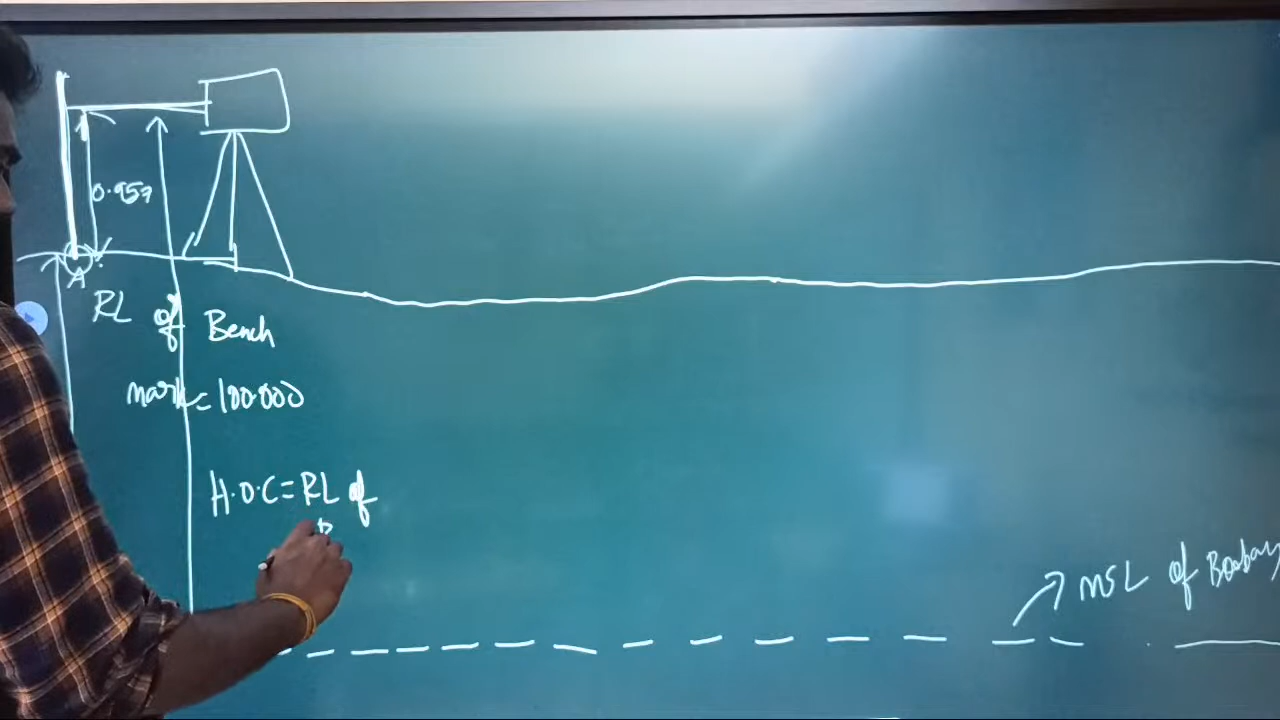 0.957
A
RL of Bench
mark = 100.000
H.O.C = RL of
b
MSL of Bombay